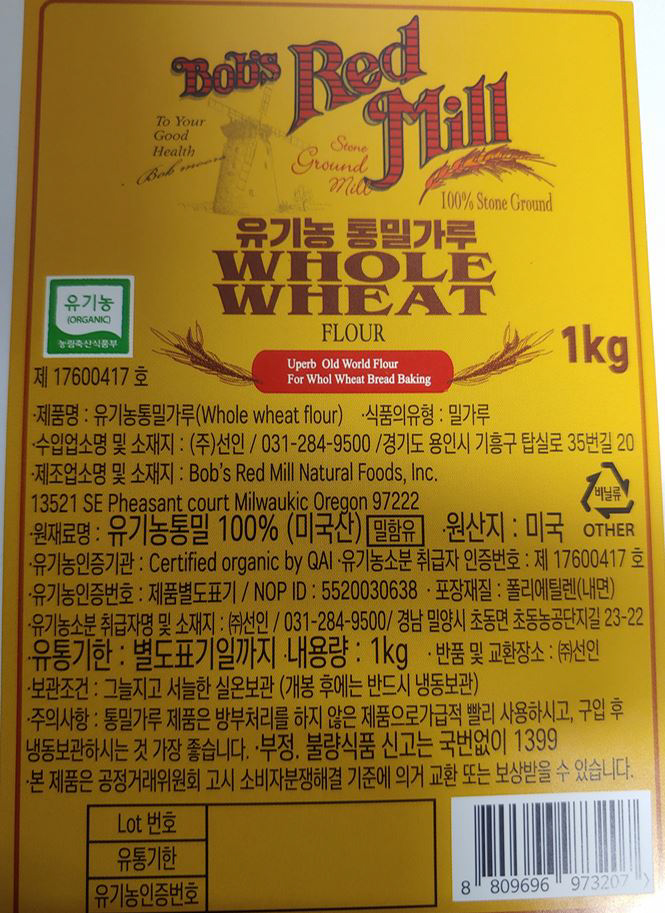 Bob's Red Mill
To Your
Good
Health
Bob moore
Stone
Ground
Mill
100% Stone Ground
유기농 통밀가루
WHOLE
WHEAT
FLOUR
유기농
(ORGANIC)
농림축산식품부
제 17600417 호
1kg
Uperb Old World Flour
For Whol Wheat Bread Baking
·제품명 : 유기농통밀가루(Whole wheat flour) ·식품의유형 : 밀가루
·수입업소명 및 소재지 : (주)선인 / 031-284-9500 /경기도 용인시 기흥구 탑실로 35번길 20
·제조업소명 및 소재지 : Bob's Red Mill Natural Foods, Inc.
13521 SE Pheasant court Milwaukic Oregon 97222
비닐류
OTHER
·원재료명 : 유기농통밀 100% (미국산) 밀함유 ·원산지 : 미국
·유기농인증기관 : Certified organic by QAI ·유기농소분 취급자 인증번호 : 제 17600417 호
·유기농인증번호 : 제품별도표기 / NOP ID : 5520030638 · 포장재질 : 폴리에틸렌(내면)
·유기농소분 취급자명 및 소재지 : ㈜선인 / 031-284-9500/ 경남 밀양시 초동면 초동농공단지길 23-22
·유통기한 : 별도표기일까지 ·내용량 : 1kg · 반품 및 교환장소 : ㈜선인
·보관조건 : 그늘지고 서늘한 실온보관 (개봉 후에는 반드시 냉동보관)
·주의사항 : 통밀가루 제품은 방부처리를 하지 않은 제품으로가급적 빨리 사용하시고, 구입 후
냉동보관하시는 것 가장 좋습니다. ·부정, 불량식품 신고는 국번없이 1399
·본 제품은 공정거래위원회 고시 소비자분쟁해결 기준에 의거 교환 또는 보상받을 수 있습니다.
Lot 번호
유통기한
유기농인증번호
8 809696 973207 >